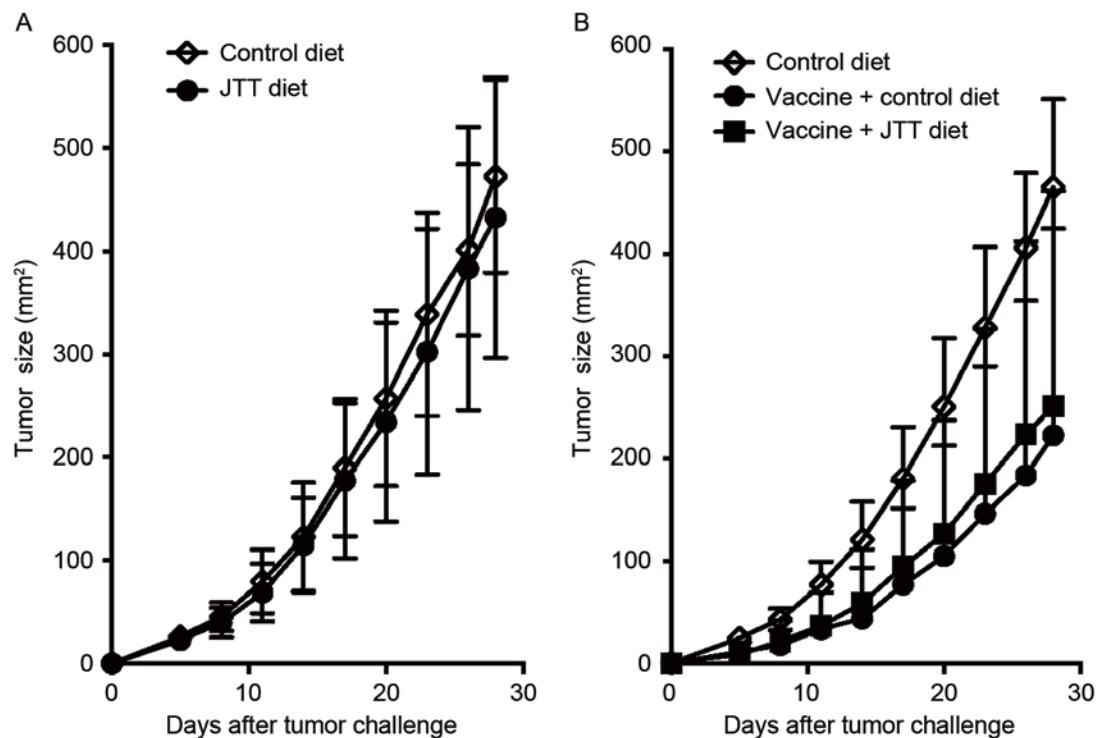 A
Control diet
JTT diet
600
500
400
300
200
100
0
Tumor size (mm²)
0 10 20 30
Days after tumor challenge
B
Control diet
Vaccine + control diet
Vaccine + JTT diet
600
500
400
300
200
100
0
Tumor size (mm²)
0 10 20 30
Days after tumor challenge